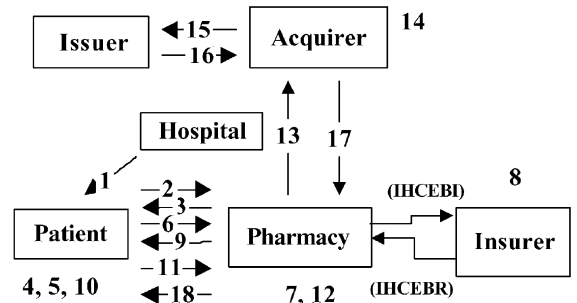 15
Acquirer
14
Issuer
16
Hospital
13
17
1
2
(IHCEBI)
8
3
Patient
6
Pharmacy
Insurer
9
4, 5, 10
11
7, 12
(IHCEBR)
18